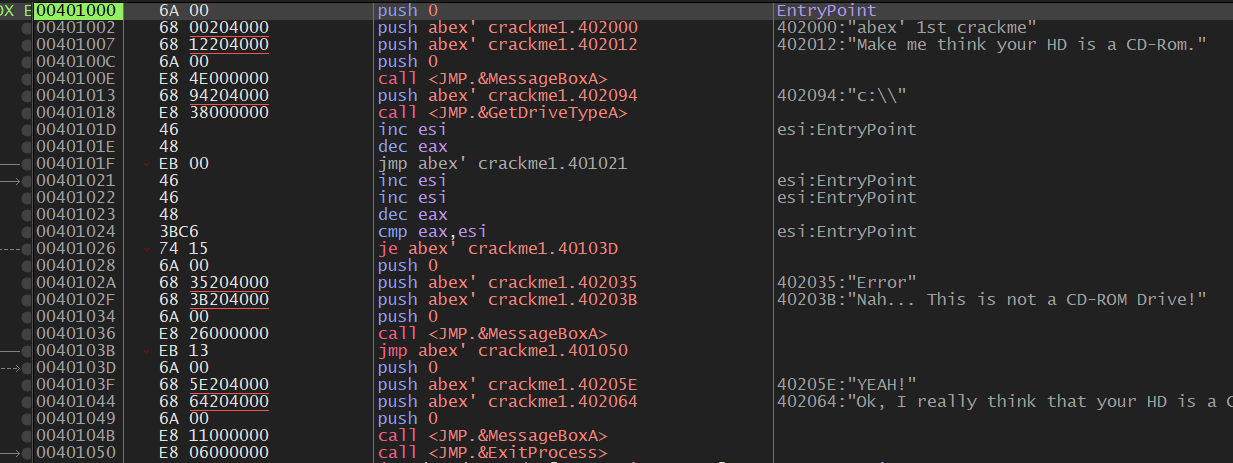 OX E 00401000 6A 00 push 0 EntryPoint
00401002 68 00204000 push abex' crackme1.402000 402000:"abex' 1st crackme"
00401007 68 12204000 push abex' crackme1.402012 402012:"Make me think your HD is a CD-Rom."
0040100C 6A 00 push 0
0040100E E8 4E000000 call <JMP.&MessageBoxA>
00401013 68 94204000 push abex' crackme1.402094 402094:"c:\\"
00401018 E8 38000000 call <JMP.&GetDriveTypeA>
0040101D 46 inc esi esi:EntryPoint
0040101E 48 dec eax
0040101F EB 00 jmp abex' crackme1.401021
00401021 46 inc esi esi:EntryPoint
00401022 46 inc esi esi:EntryPoint
00401023 48 dec eax
00401024 3BC6 cmp eax,esi esi:EntryPoint
00401026 74 15 je abex' crackme1.40103D
00401028 6A 00 push 0
0040102A 68 35204000 push abex' crackme1.402035 402035:"Error"
0040102F 68 3B204000 push abex' crackme1.40203B 40203B:"Nah... This is not a CD-ROM Drive!"
00401034 6A 00 push 0
00401036 E8 26000000 call <JMP.&MessageBoxA>
0040103B EB 13 jmp abex' crackme1.401050
0040103D 6A 00 push 0
0040103F 68 5E204000 push abex' crackme1.40205E 40205E:"YEAH!"
00401044 68 64204000 push abex' crackme1.402064 402064:"Ok, I really think that your HD is a C
00401049 6A 00 push 0
0040104B E8 11000000 call <JMP.&MessageBoxA>
00401050 E8 06000000 call <JMP.&ExitProcess>